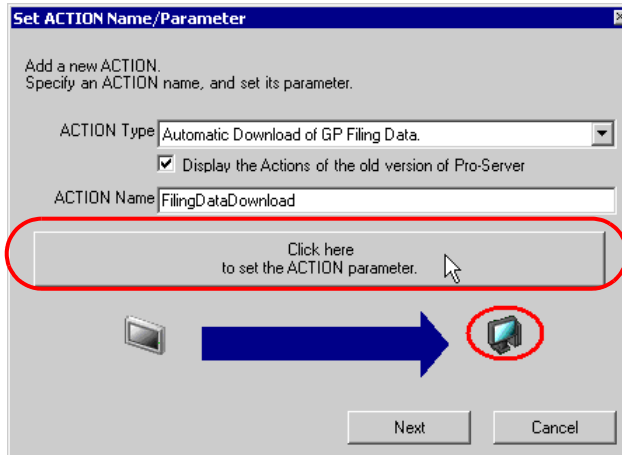 Set ACTION Name/Parameter
Add a new ACTION.
Specify an ACTION name, and set its parameter.
ACTION Type Automatic Download of GP Filing Data.
Display the Actions of the old version of Pro-Server
ACTION Name FilingDataDownload
Click here
to set the ACTION parameter.
Next Cancel